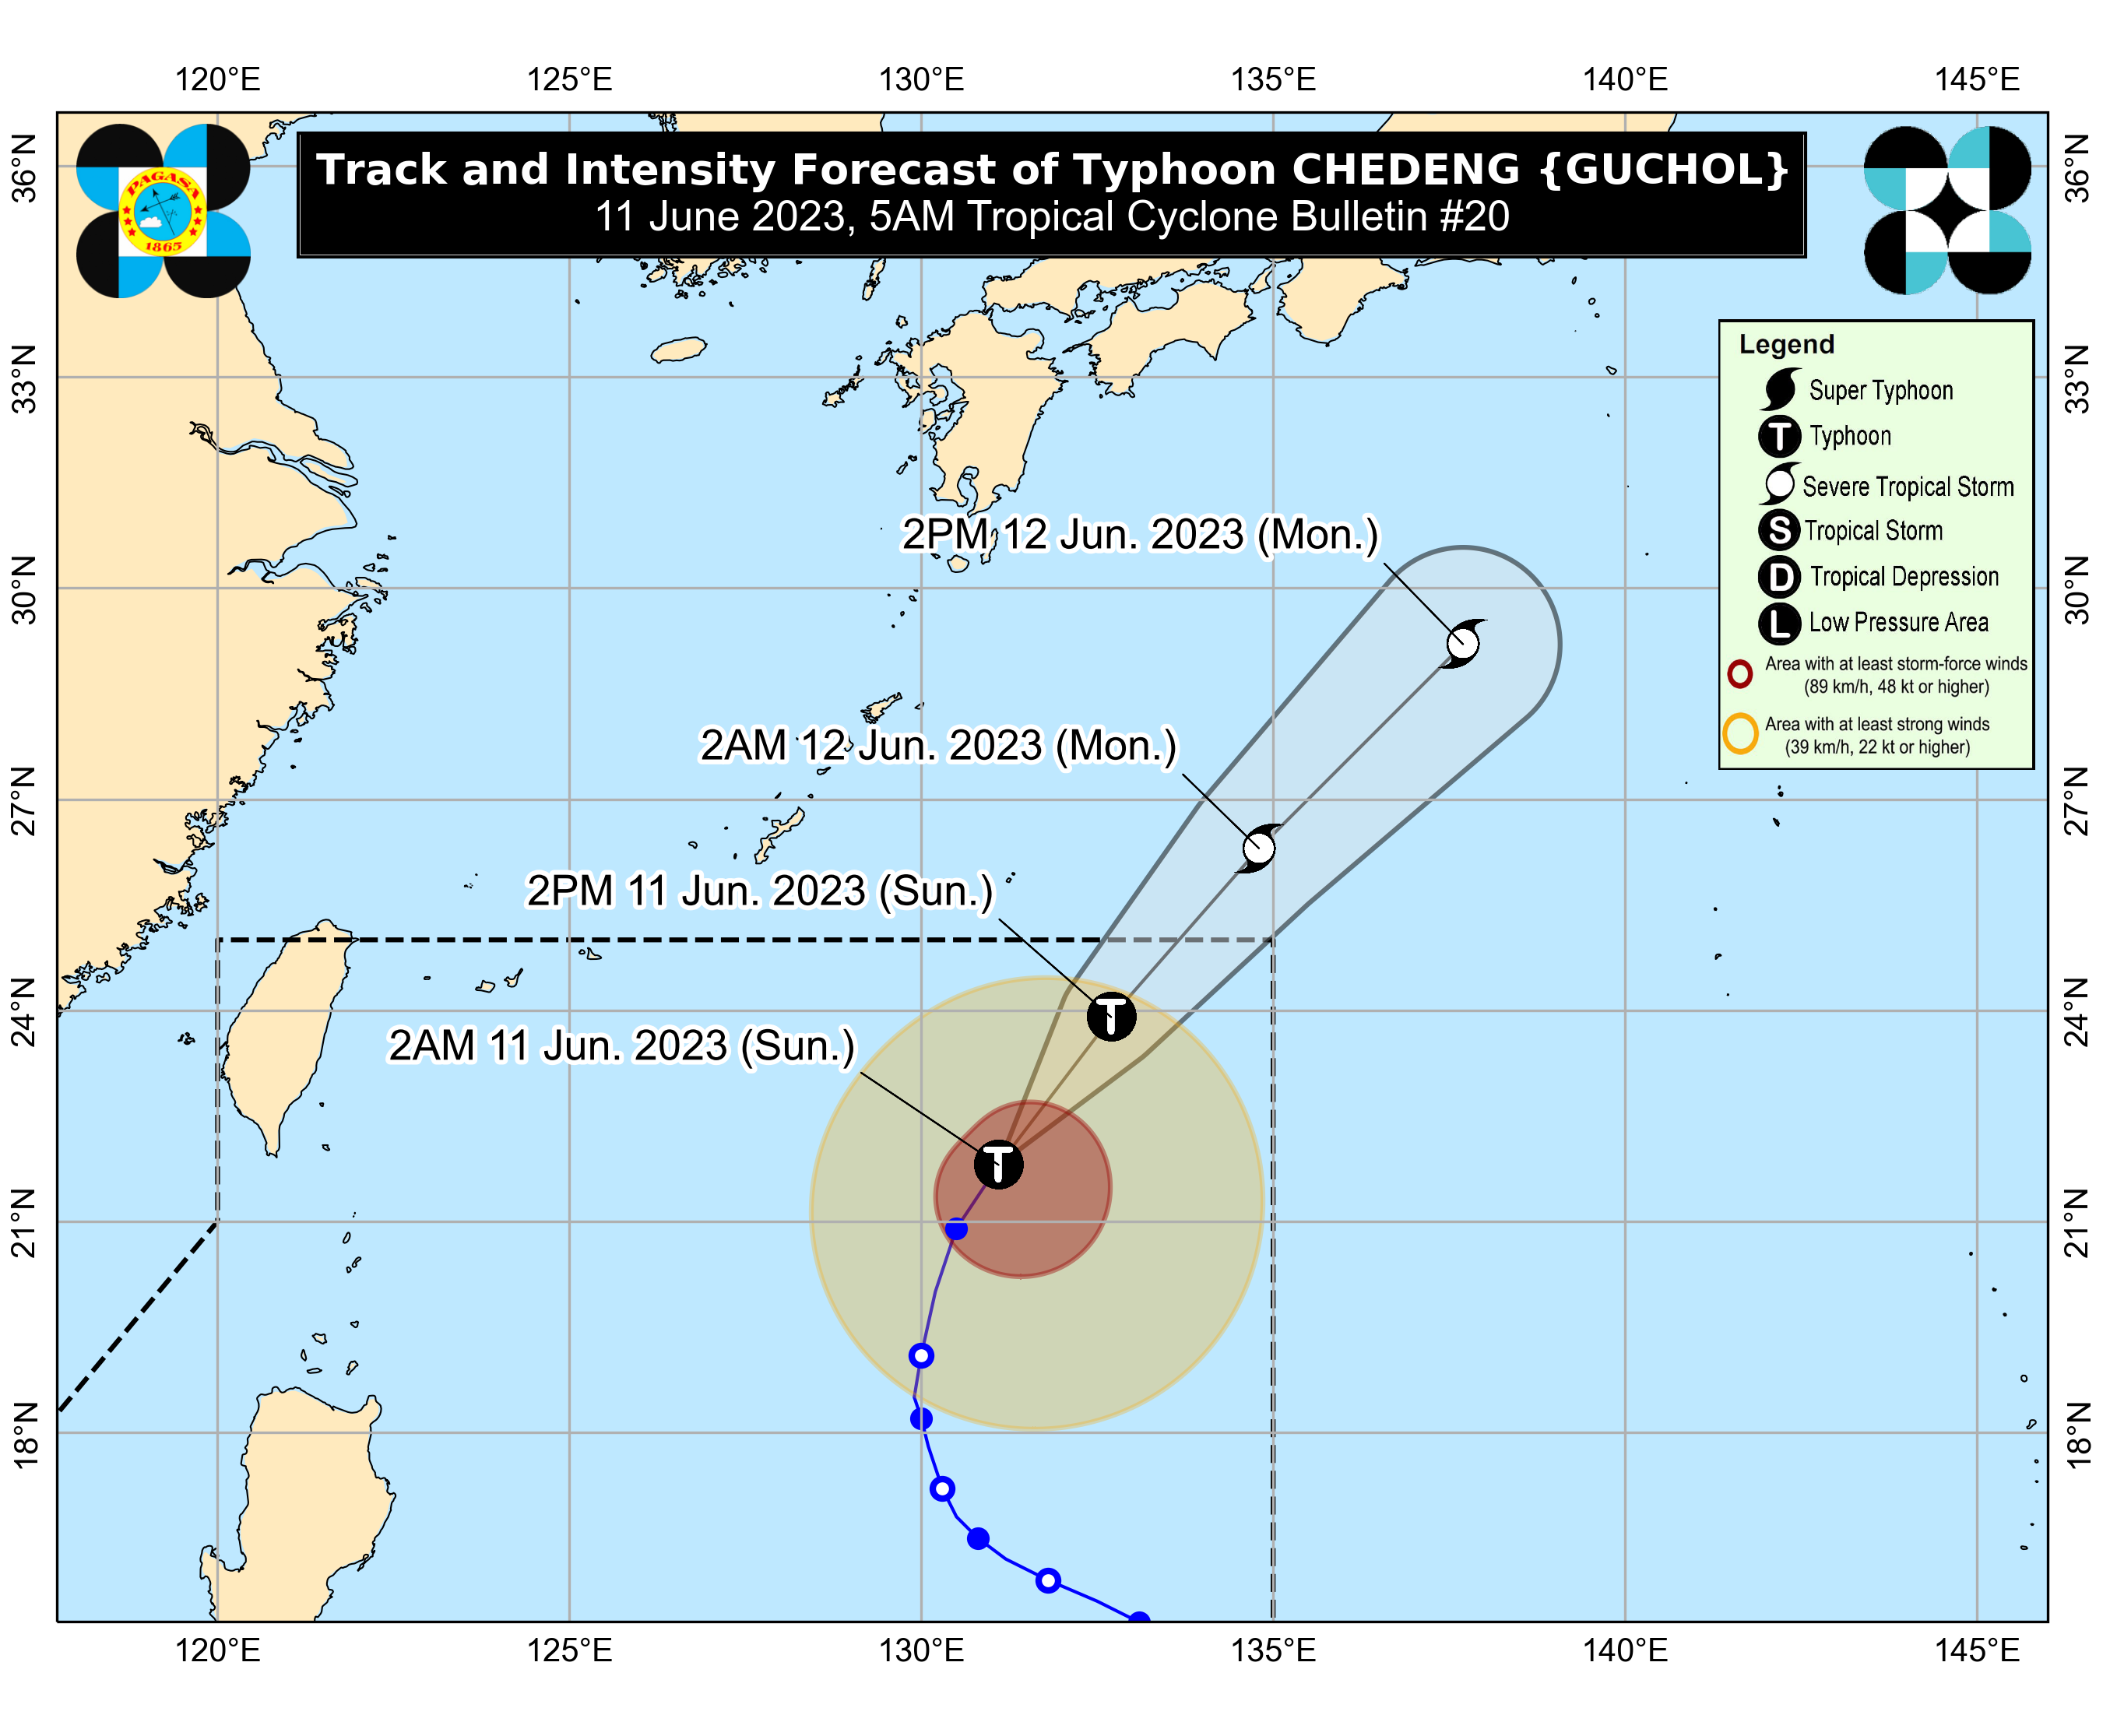 120°E 125°E 130°E 135°E 140°E 145°E
Track and Intensity Forecast of Typhoon CHEDENG {GUCHOL}
11 June 2023, 5AM Tropical Cyclone Bulletin #20
PAGASA
1865
36°N 36°N
33°N 33°N
30°N 30°N
27°N 27°N
24°N 24°N
21°N 21°N
18°N 18°N
Legend
Super Typhoon
T Typhoon
Severe Tropical Storm
S Tropical Storm
D Tropical Depression
L Low Pressure Area
Area with at least storm-force winds
(89 km/h, 48 kt or higher)
Area with at least strong winds
(39 km/h, 22 kt or higher)
2PM 12 Jun. 2023 (Mon.)
2AM 12 Jun. 2023 (Mon.)
2PM 11 Jun. 2023 (Sun.)
T
2AM 11 Jun. 2023 (Sun.)
T
120°E 125°E 130°E 135°E 140°E 145°E